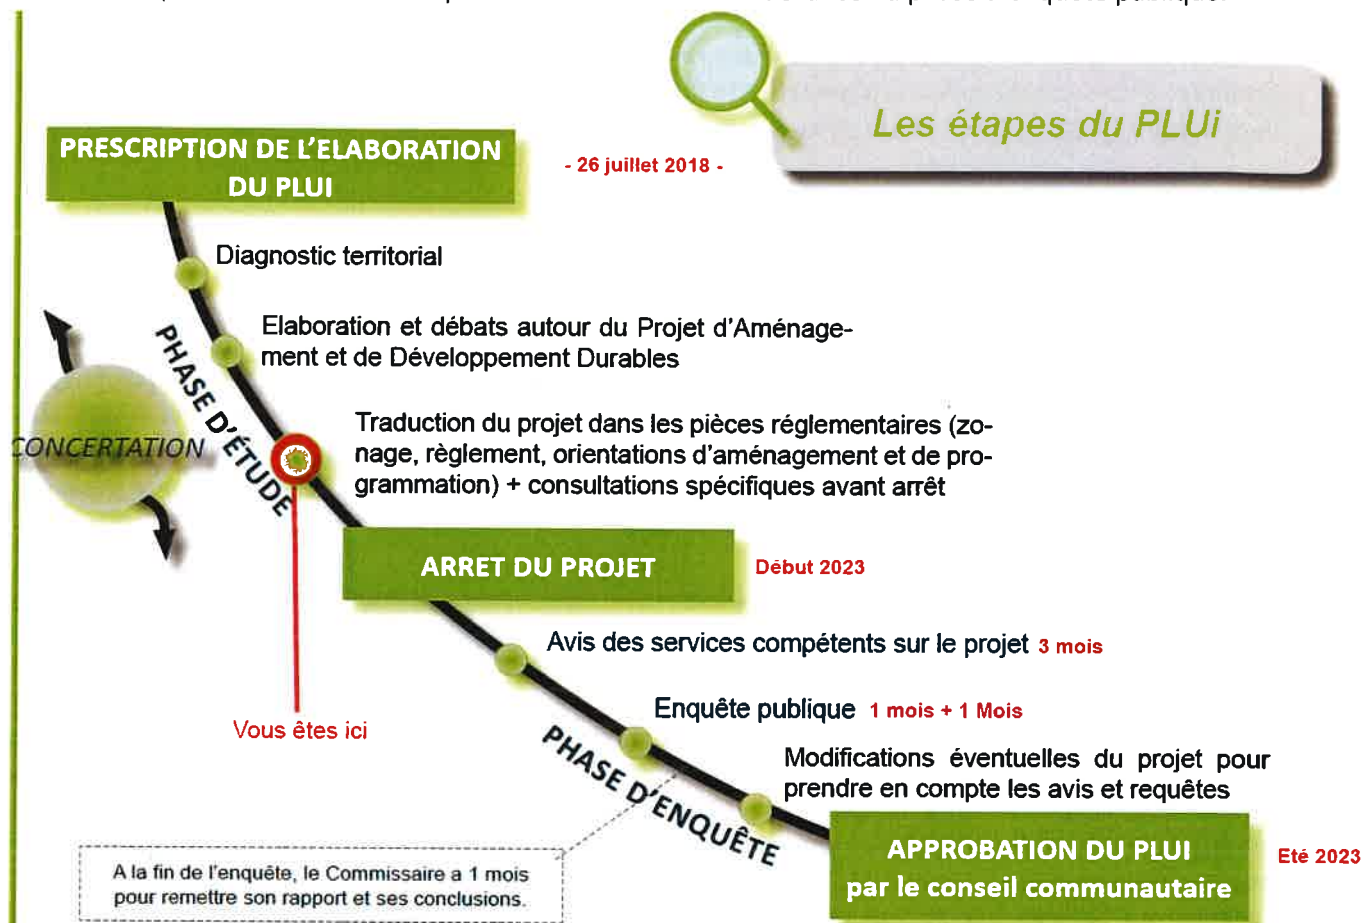 Les étapes du PLUi
PRESCRIPTION DE L'ELABORATION
DU PLUI
- 26 juillet 2018 -
Diagnostic territorial
Elaboration et débats autour du Projet d'Aménage-
ment et de Développement Durables
PHASE D'ÉTUDE
CONCERTATION
Traduction du projet dans les pièces réglementaires (zo-
nage, règlement, orientations d'aménagement et de pro-
grammation) + consultations spécifiques avant arrêt
ARRET DU PROJET
Début 2023
Avis des services compétents sur le projet 3 mois
Vous êtes ici
Enquête publique 1 mois + 1 Mois
PHASE D'ENQUÊTE
Modifications éventuelles du projet pour
prendre en compte les avis et requêtes
A la fin de l'enquête, le Commissaire a 1 mois
pour remettre son rapport et ses conclusions.
APPROBATION DU PLUI
par le conseil communautaire
Eté 2023